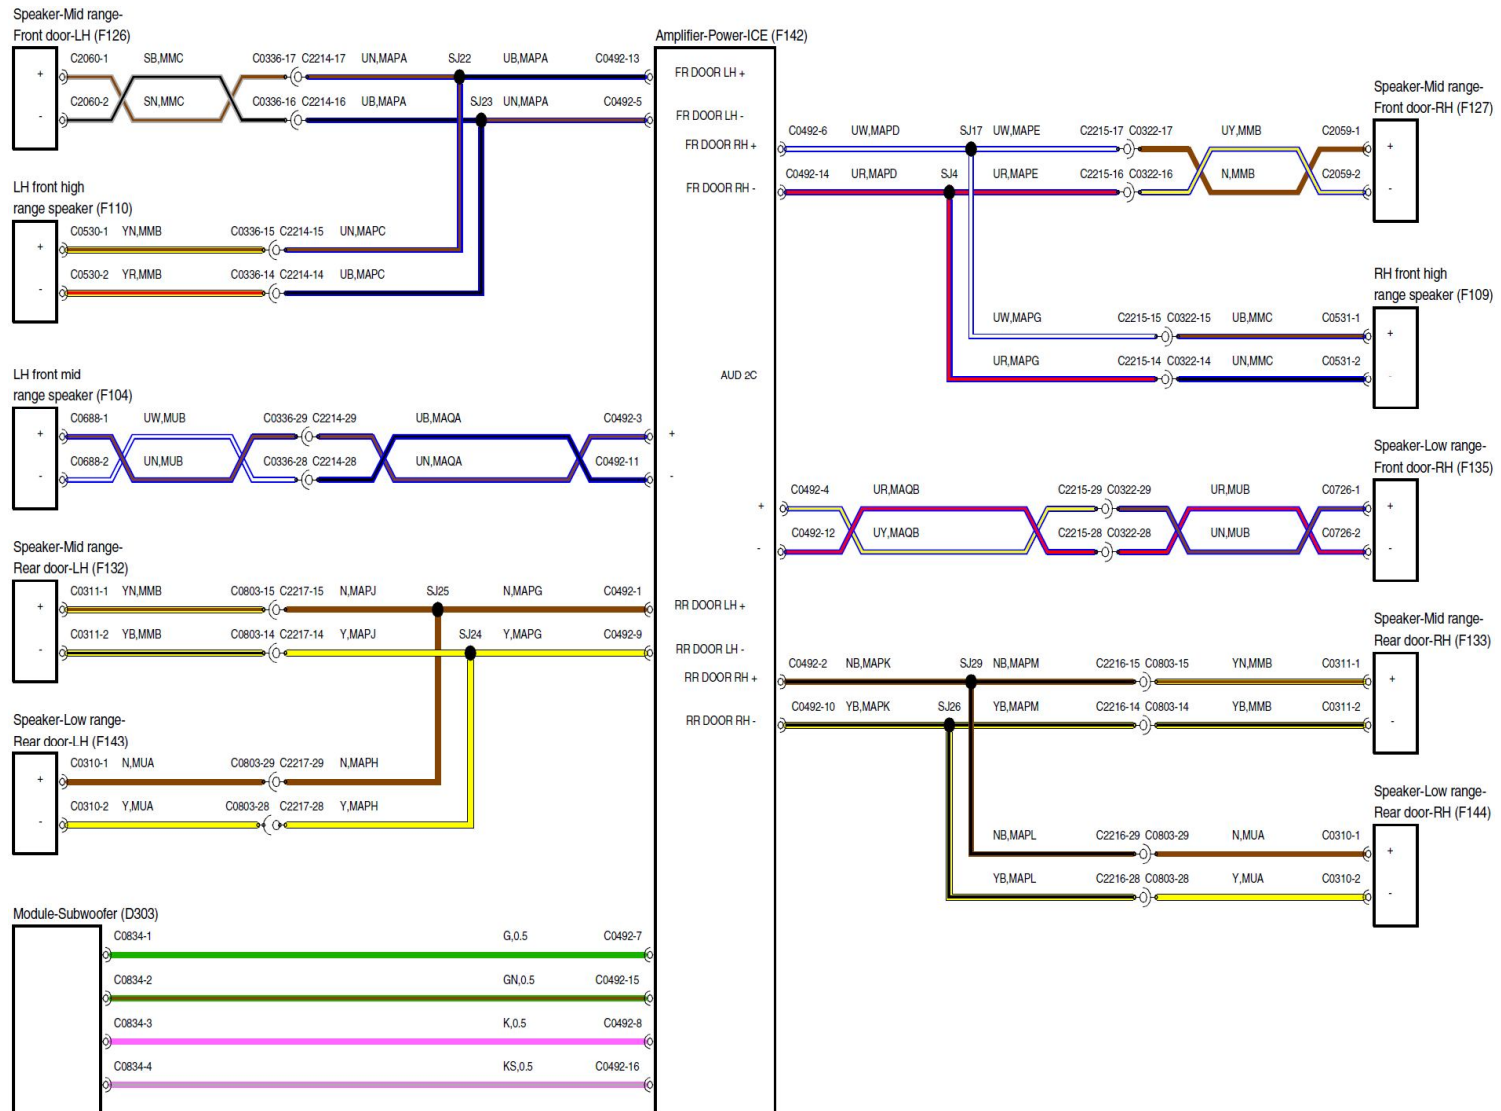 Speaker-Mid range-
Front door-LH (F126)
C2060-1 SB,MMC C0336-17 C2214-17 UN,MAPA SJ22 UB,MAPA C0492-13
+
C2060-2 SN,MMC C0336-16 C2214-16 UB,MAPA SJ23 UN,MAPA C0492-5
-
LH front high
range speaker (F110)
C0530-1 YN,MMB C0336-15 C2214-15 UN,MAPC
+
C0530-2 YR,MMB C0336-14 C2214-14 UB,MAPC
-
LH front mid
range speaker (F104)
C0688-1 UW,MUB C0336-29 C2214-29 UB,MAQA C0492-3
+
C0688-2 UN,MUB C0336-28 C2214-28 UN,MAQA C0492-11
-
Speaker-Mid range-
Rear door-LH (F132)
C0311-1 YN,MMB C0803-15 C2217-15 N,MAPJ SJ25 N,MAPG C0492-1
+
C0311-2 YB,MMB C0803-14 C2217-14 Y,MAPJ SJ24 Y,MAPG C0492-9
-
Speaker-Low range-
Rear door-LH (F143)
C0310-1 N,MUA C0803-29 C2217-29 N,MAPH
+
C0310-2 Y,MUA C0803-28 C2217-28 Y,MAPH
-
Module-Subwoofer (D303)
C0834-1 G,0.5 C0492-7
C0834-2 GN,0.5 C0492-15
C0834-3 K,0.5 C0492-8
C0834-4 KS,0.5 C0492-16
Amplifier-Power-ICE (F142)
FR DOOR LH +
FR DOOR LH -
FR DOOR RH +
FR DOOR RH -
AUD 2C
+
-
+
-
RR DOOR LH +
RR DOOR LH -
RR DOOR RH +
RR DOOR RH -
Speaker-Mid range-
Front door-RH (F127)
C0492-6 UW,MAPD SJ17 UW,MAPE C2215-17 C0322-17 UY,MMB C2059-1
+
C0492-14 UR,MAPD SJ4 UR,MAPE C2215-16 C0322-16 N,MMB C2059-2
-
RH front high
range speaker (F109)
UW,MAPG C2215-15 C0322-15 UB,MMC C0531-1
+
UR,MAPG C2215-14 C0322-14 UN,MMC C0531-2
-
Speaker-Low range-
Front door-RH (F135)
C0492-4 UR,MAQB C2215-29 C0322-29 UR,MUB C0726-1
+
C0492-12 UY,MAQB C2215-28 C0322-28 UN,MUB C0726-2
-
Speaker-Mid range-
Rear door-RH (F133)
C0492-2 NB,MAPK SJ29 NB,MAPM C2216-15 C0803-15 YN,MMB C0311-1
+
C0492-10 YB,MAPK SJ26 YB,MAPM C2216-14 C0803-14 YB,MMB C0311-2
-
Speaker-Low range-
Rear door-RH (F144)
NB,MAPL C2216-29 C0803-29 N,MUA C0310-1
+
YB,MAPL C2216-28 C0803-28 Y,MUA C0310-2
-